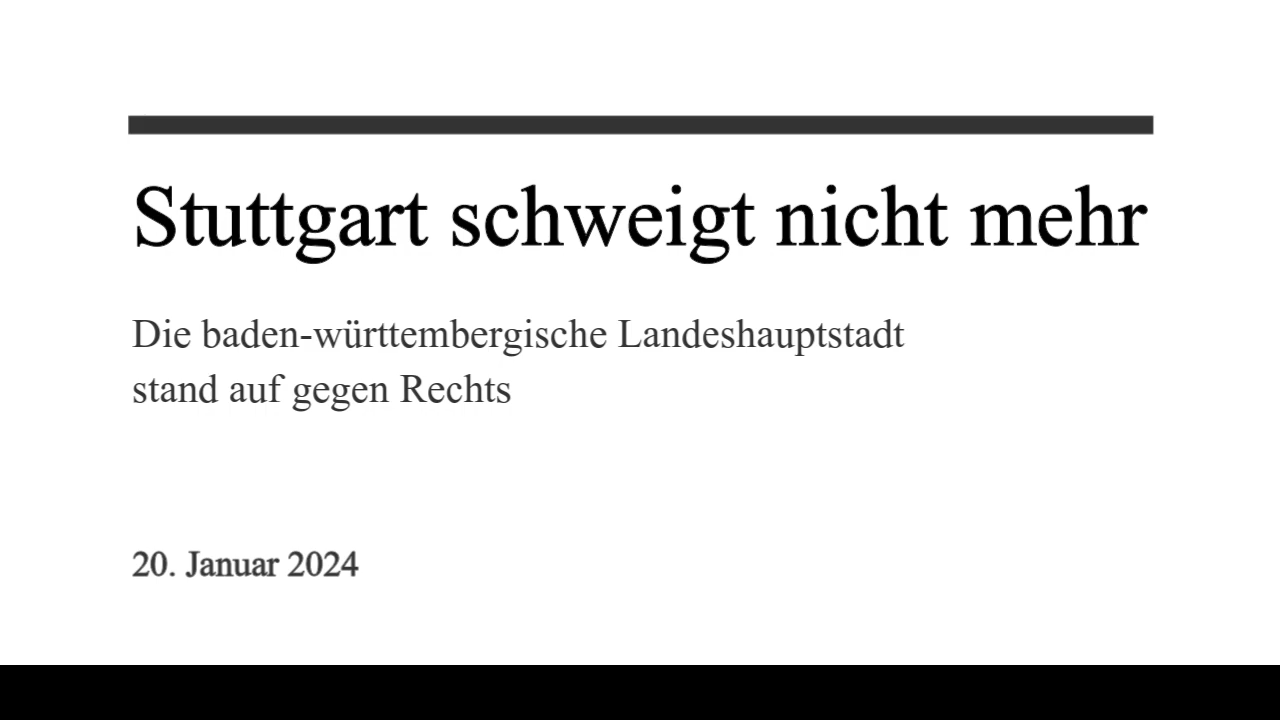 Stuttgart schweigt nicht mehr
Die baden-württembergische Landeshauptstadt
stand auf gegen Rechts
20. Januar 2024